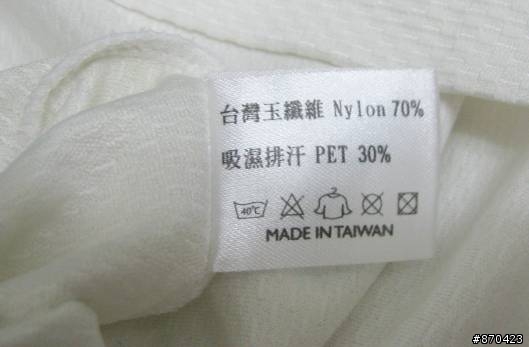 台灣玉纖維 Nylon 70%
吸濕排汗 PET 30%
40℃
MADE IN TAIWAN
#870423